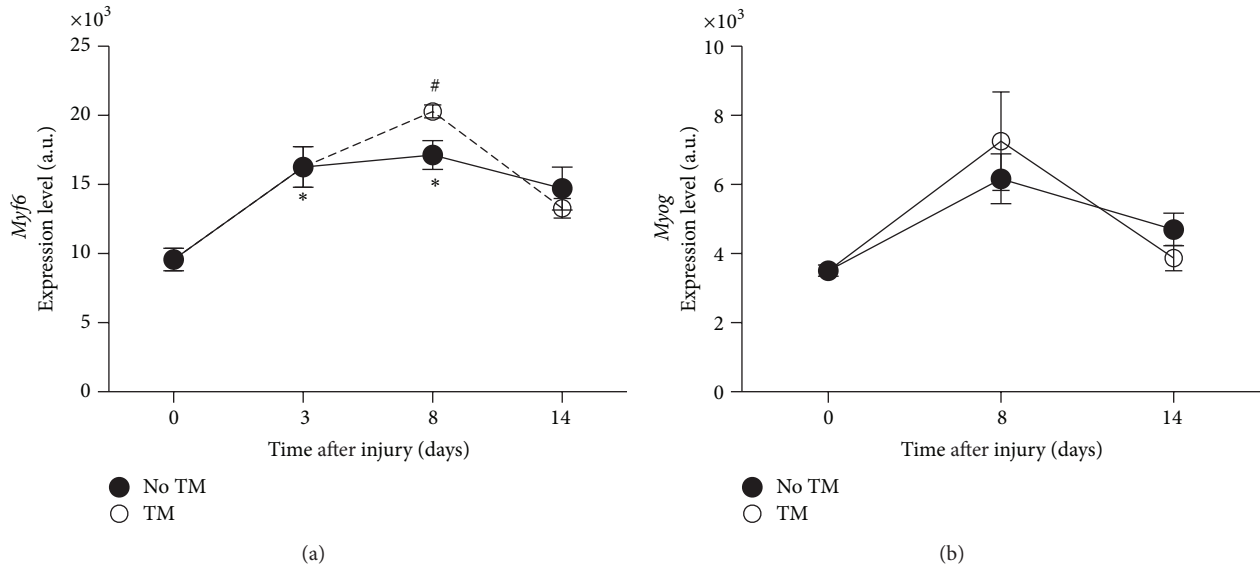 ×10³
25
20
15
10
5
0
Myf6
Expression level (a.u.)
#
*
*
0 3 8 14
Time after injury (days)
No TM
TM
(a)
×10³
10
8
6
4
2
0
Myog
Expression level (a.u.)
0 8 14
Time after injury (days)
No TM
TM
(b)